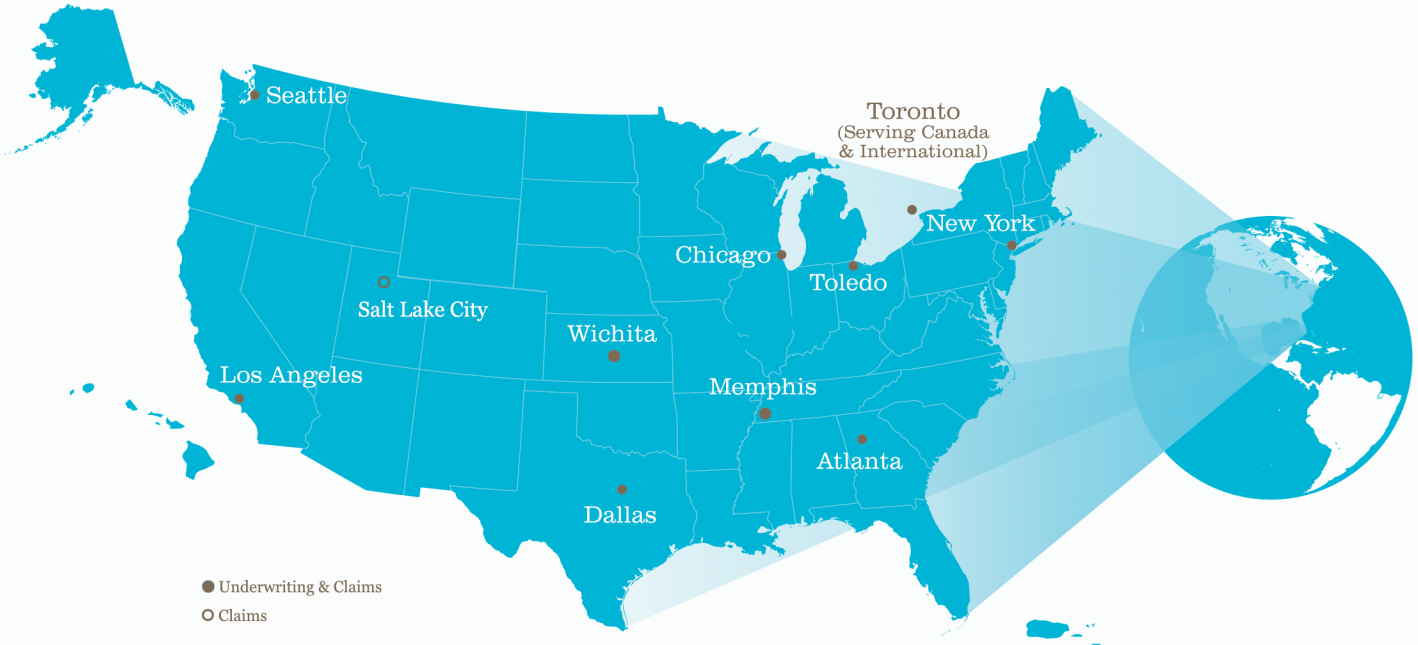 Seattle
Toronto
(Serving Canada
& International)
New York
Chicago
Toledo
Salt Lake City
Wichita
Los Angeles
Memphis
Atlanta
Dallas
Underwriting & Claims
Claims